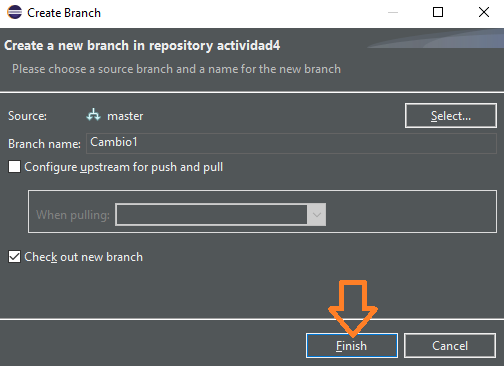 Create Branch
Create a new branch in repository actividad4
Please choose a source branch and a name for the new branch
Source: master Select...
Branch name: Cambio1
Configure upstream for push and pull
When pulling:
Check out new branch
Finish Cancel